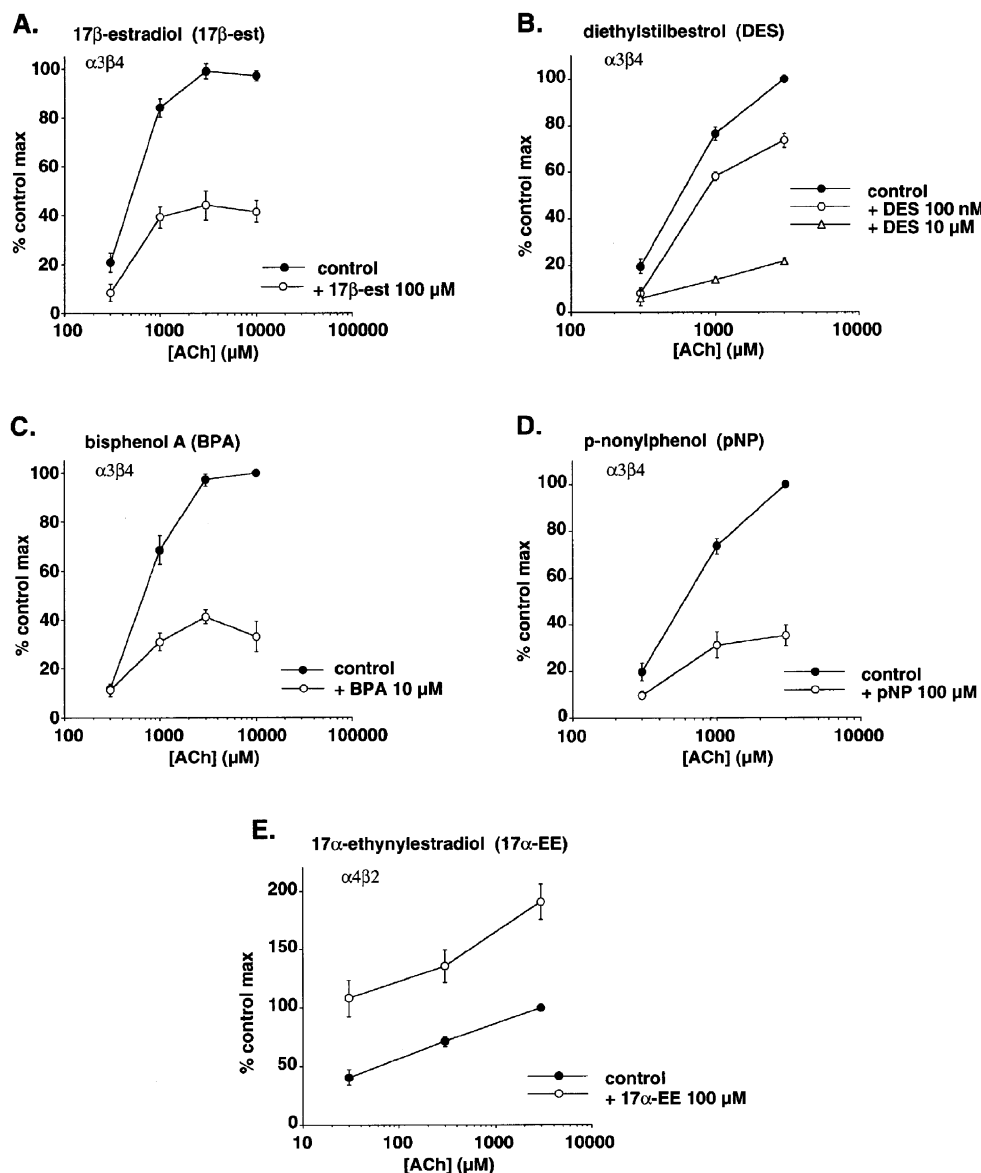 A.
17β-estradiol (17β-est)
α3β4
% control max
100
80
60
40
20
0
100 1000 10000 100000
[ACh] (µM)
control
+ 17β-est 100 µM
B.
diethylstilbestrol (DES)
α3β4
% control max
100
80
60
40
20
0
100 1000 10000
[ACh] (µM)
control
+ DES 100 nM
+ DES 10 µM
C.
bisphenol A (BPA)
α3β4
% control max
100
80
60
40
20
0
100 1000 10000 100000
[ACh] (µM)
control
+ BPA 10 µM
D.
p-nonylphenol (pNP)
α3β4
% control max
100
80
60
40
20
0
100 1000 10000
[ACh] (µM)
control
+ pNP 100 µM
E.
17α-ethynylestradiol (17α-EE)
α4β2
% control max
200
150
100
50
0
10 100 1000 10000
[ACh] (µM)
control
+ 17α-EE 100 µM